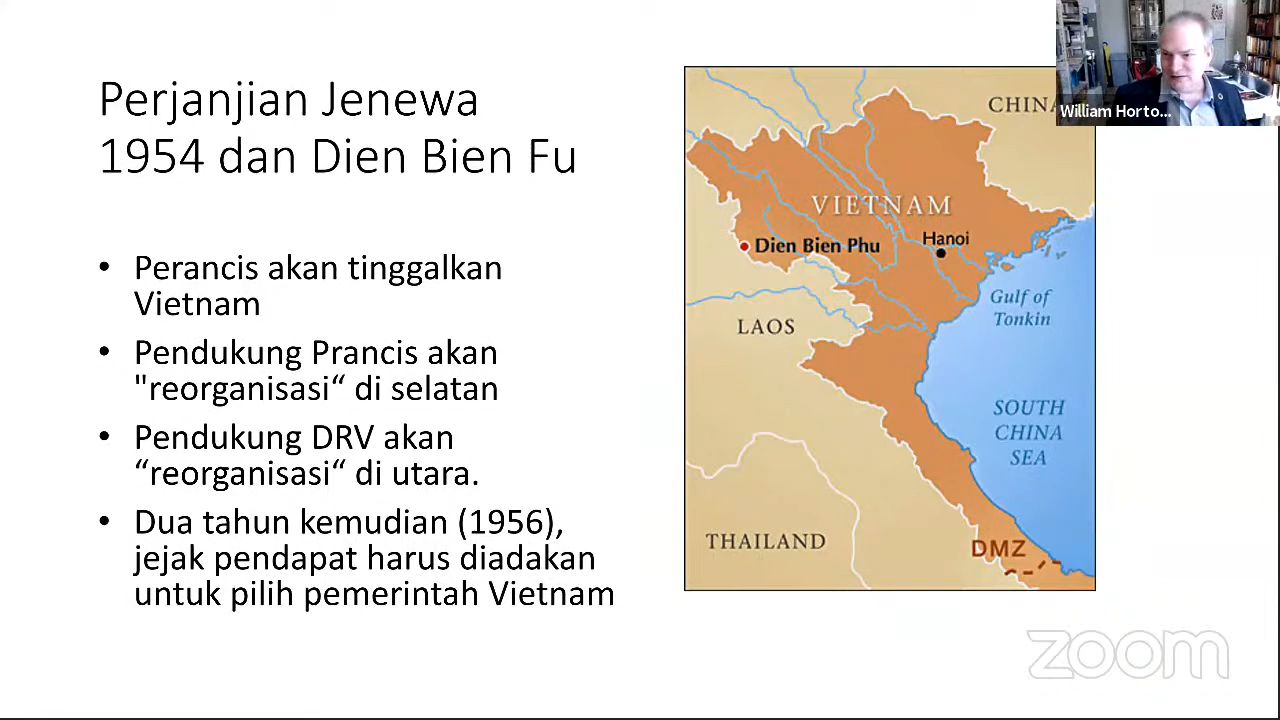 Perjanjian Jenewa
1954 dan Dien Bien Fu
• Perancis akan tinggalkan
Vietnam
• Pendukung Prancis akan
"reorganisasi“ di selatan
• Pendukung DRV akan
“reorganisasi“ di utara.
• Dua tahun kemudian (1956),
jejak pendapat harus diadakan
untuk pilih pemerintah Vietnam
CHINA
VIETNAM
Dien Bien Phu
Hanoi
Gulf of
Tonkin
LAOS
SOUTH
CHINA
SEA
THAILAND
DMZ
William Horto...
zoom